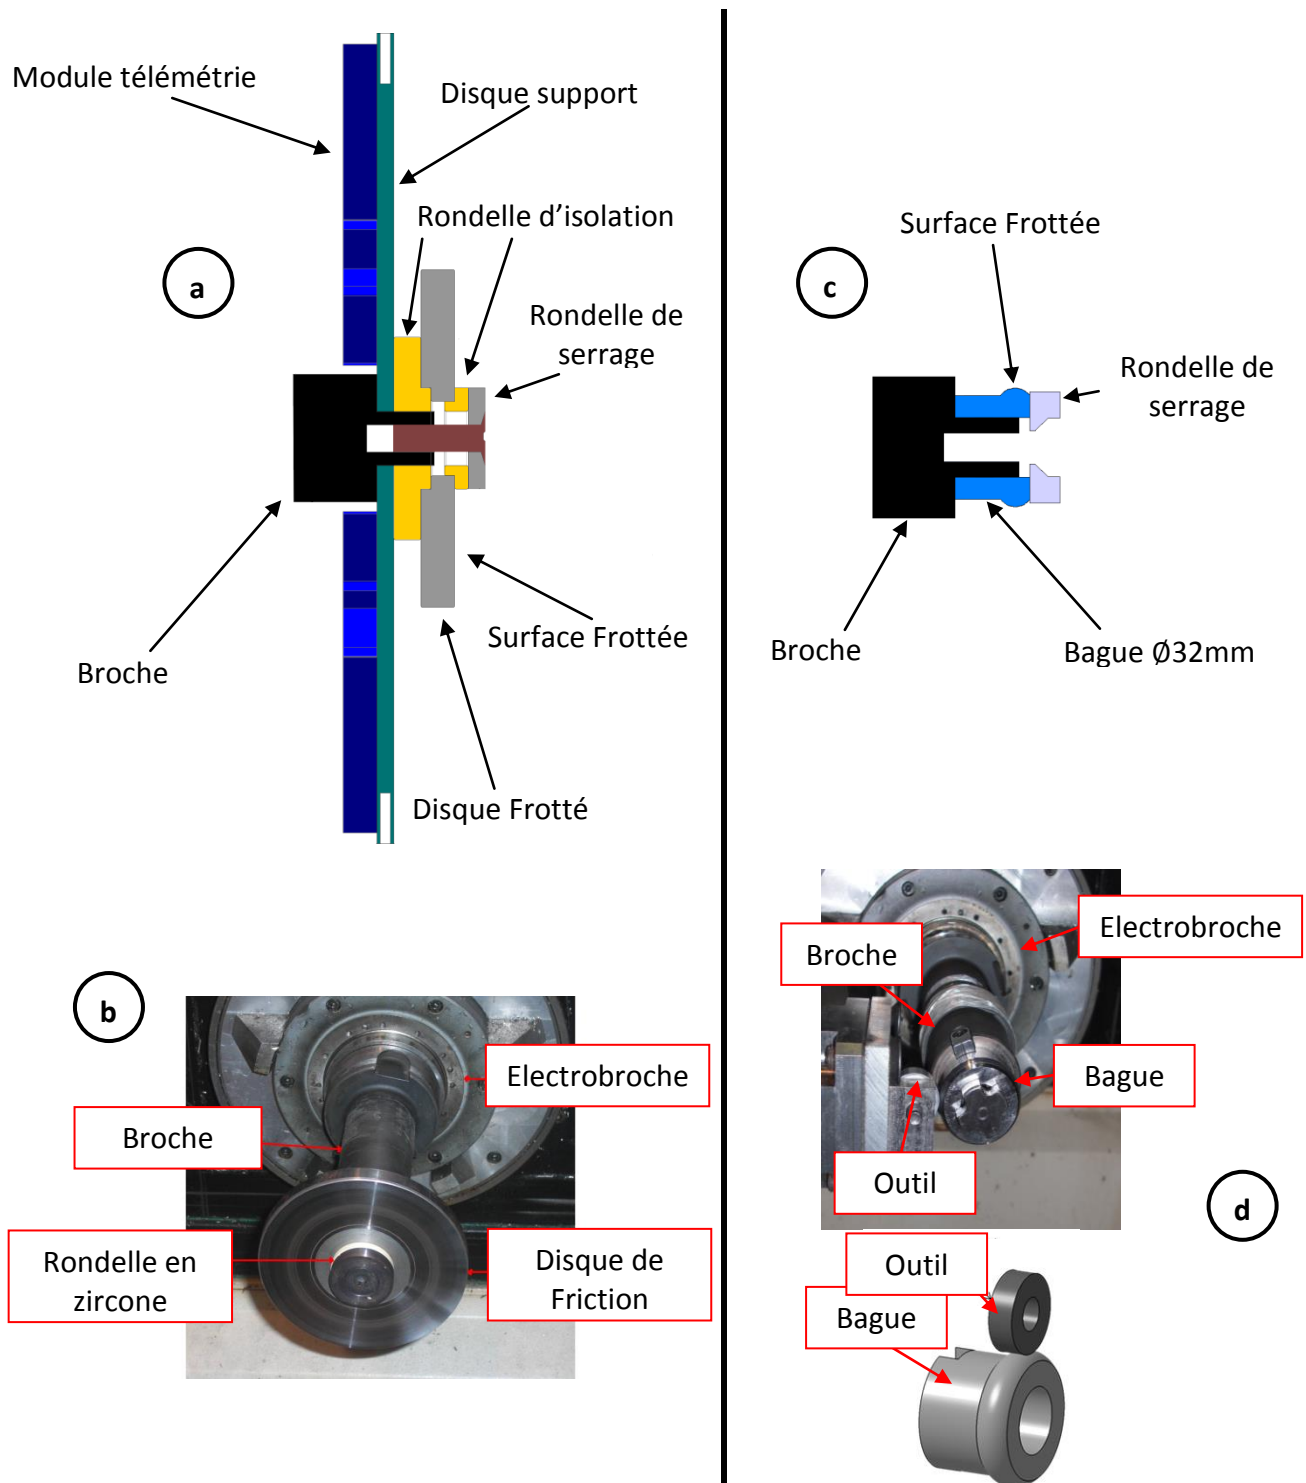 Module télémétrie
Disque support
Rondelle d’isolation
a
Rondelle de
serrage
Surface Frottée
Broche
Disque Frotté
Surface Frottée
c
Rondelle de
serrage
Broche
Bague Ø32mm
b
Electrobroche
Broche
Rondelle en
zircone
Disque de
Friction
Electrobroche
Broche
Bague
Outil
d
Outil
Bague